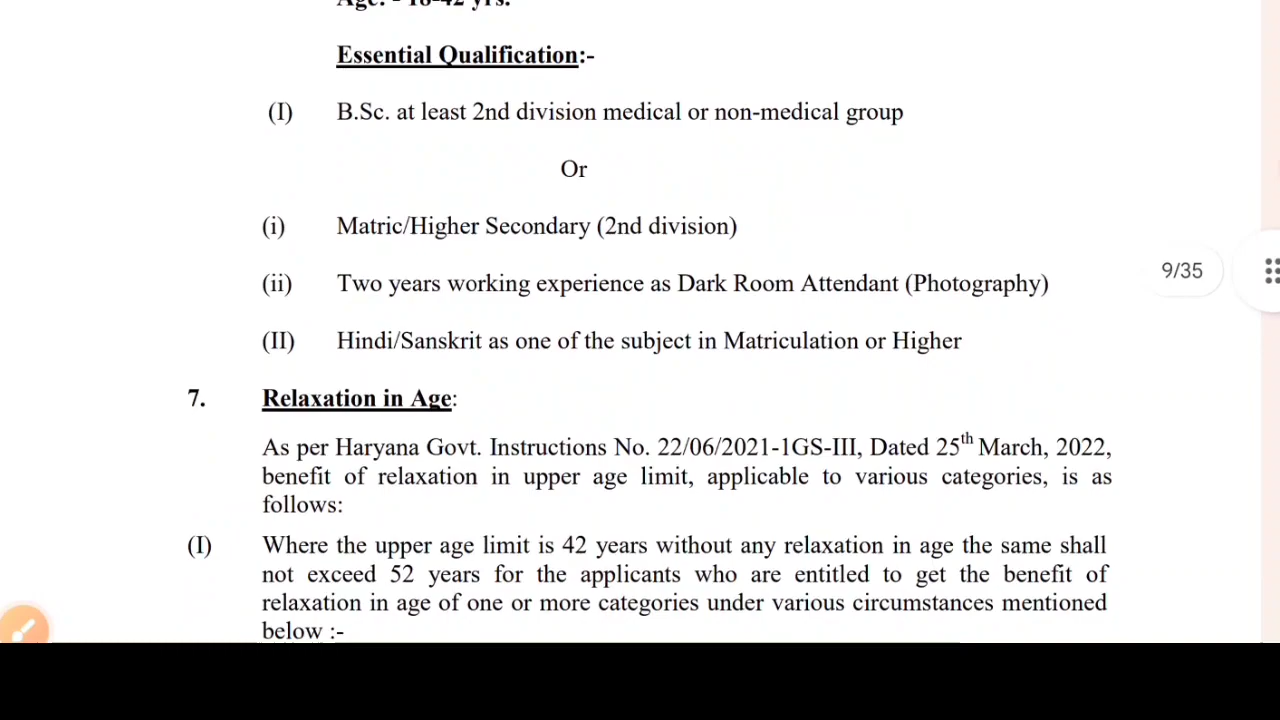 Age: - 18-42 yrs.
Essential Qualification:-
(I) B.Sc. at least 2nd division medical or non-medical group
Or
(i) Matric/Higher Secondary (2nd division)
(ii) Two years working experience as Dark Room Attendant (Photography)
9/35
(II) Hindi/Sanskrit as one of the subject in Matriculation or Higher
7. Relaxation in Age:
As per Haryana Govt. Instructions No. 22/06/2021-1GS-III, Dated 25th March, 2022,
benefit of relaxation in upper age limit, applicable to various categories, is as
follows:
(I) Where the upper age limit is 42 years without any relaxation in age the same shall
not exceed 52 years for the applicants who are entitled to get the benefit of
relaxation in age of one or more categories under various circumstances mentioned
below :-